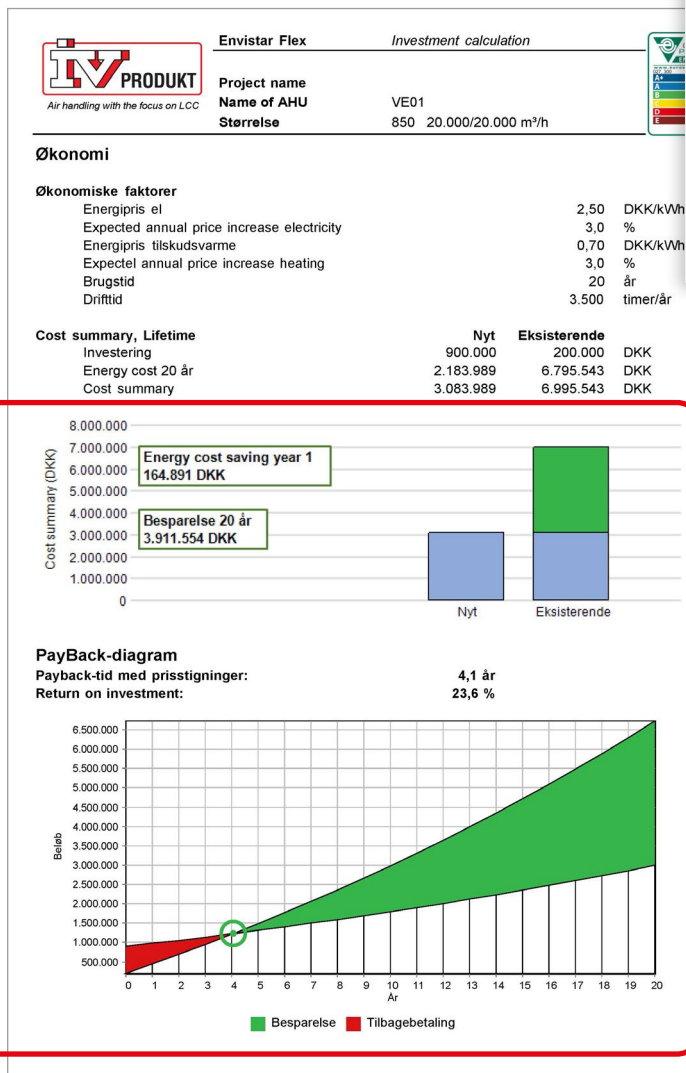 Envistar Flex Investment calculation
IV PRODUKT
Air handling with the focus on LCC
Project name
Name of AHU VE01
Størrelse 850 20.000/20.000 m³/h
A+
A
B
C
D
E
Økonomi
Økonomiske faktorer
Energipris el 2,50 DKK/kWh
Expected annual price increase electricity 3,0 %
Energipris tilskudsvarme 0,70 DKK/kWh
Expectel annual price increase heating 3,0 %
Brugstid 20 år
Drifttid 3.500 timer/år
Cost summary, Lifetime Nyt Eksisterende
Investering 900.000 200.000 DKK
Energy cost 20 år 2.183.989 6.795.543 DKK
Cost summary 3.083.989 6.995.543 DKK
Cost summary (DKK)
8.000.000
7.000.000
6.000.000
5.000.000
4.000.000
3.000.000
2.000.000
1.000.000
0
Energy cost saving year 1
164.891 DKK
Besparelse 20 år
3.911.554 DKK
Nyt Eksisterende
PayBack-diagram
Payback-tid med prisstigninger: 4,1 år
Return on investment: 23,6 %
Beløb
6.500.000
6.000.000
5.500.000
5.000.000
4.500.000
4.000.000
3.500.000
3.000.000
2.500.000
2.000.000
1.500.000
1.000.000
500.000
0 1 2 3 4 5 6 7 8 9 10 11 12 13 14 15 16 17 18 19 20
År
Besparelse Tilbagebetaling